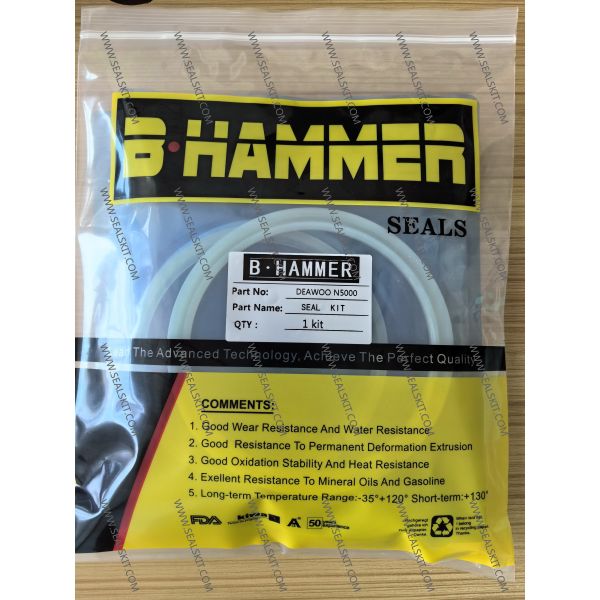 B·HAMMER
SEALS
B·HAMMER
Part No: DEAWOO N5000
Part Name: SEAL KIT
QTY : 1 kit
The Advanced Technology, Achieve The Perfect Quality
COMMENTS:
1. Good Wear Resistance And Water Resistance
2. Good Resistance To Permanent Deformation Extrusion
3. Good Oxidation Stability And Heat Resistance
4. Exellent Resistance To Mineral Oils And Gasoline
5. Long-term Temperature Range:-35°+120° Short-term:+130°
FDA
50
WWW.SEALSKIT.COM